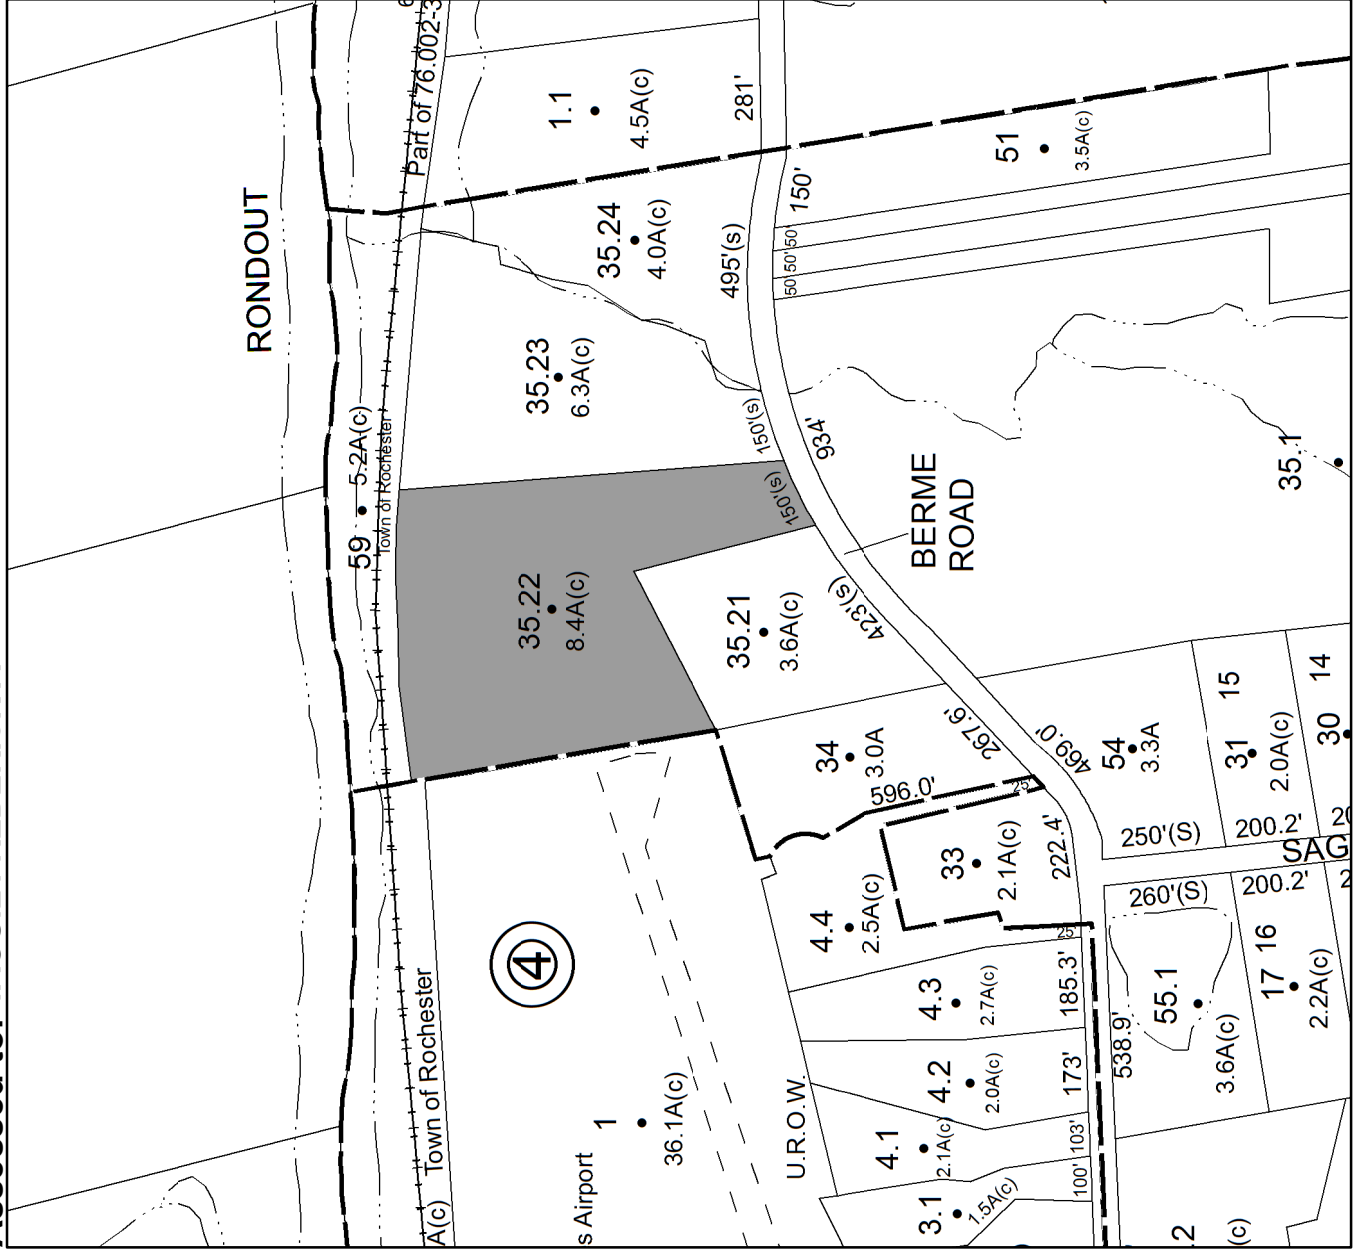 RONDOUT
Part of 76.002-3
1.1
4.5A(c)
281'
51
3.5A(c)
150'
35.24
4.0A(c)
495'(s)
50'
50'
50'
35.23
6.3A(c)
150'(s)
934'
59
5.2A(c)
Town of Rochester
35.22
8.4A(c)
150'(s)
BERME
ROAD
35.1
35.21
3.6A(c)
423'(s)
34
3.0A
267.6'
469.0'
596.0'
25'
54
3.3A
15
31
2.0A(c)
14
30
250'(S)
200.2'
20
SAG
33
2.1A(c)
222.4'
260'(S)
200.2'
2
4.4
2.5A(c)
25'
4
Town of Rochester
A(c)
4.3
2.7A(c)
185.3'
55.1
3.6A(c)
538.9'
16
17
2.2A(c)
4.2
2.0A(c)
173'
1
36.1A(c)
U.R.O.W.
4.1
2.1A(c)
103'
100'
3.1
1.5A(c)
s Airport
2
(c)